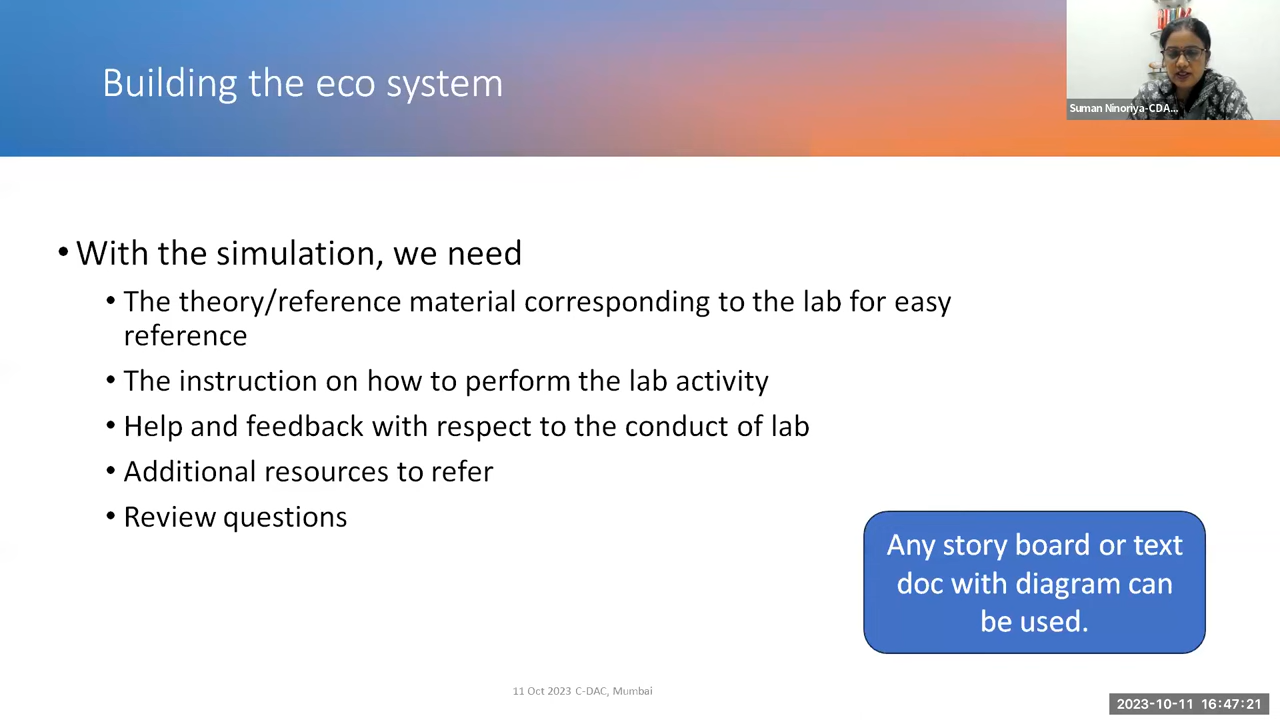 Building the eco system
Suman Ninoriya-CDA...
• With the simulation, we need
• The theory/reference material corresponding to the lab for easy
reference
• The instruction on how to perform the lab activity
• Help and feedback with respect to the conduct of lab
• Additional resources to refer
• Review questions
Any story board or text
doc with diagram can
be used.
11 Oct 2023 C-DAC, Mumbai
2023-10-11 16:47:21